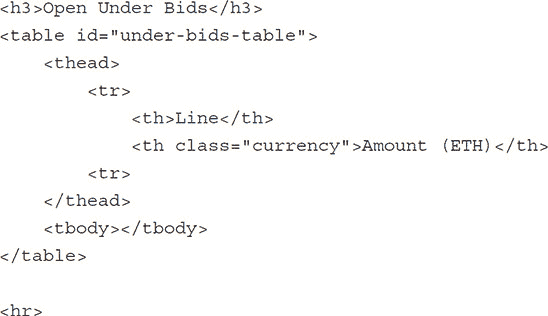 <h3>Open Under Bids</h3>
<table id="under-bids-table">
    <thead>
        <tr>
            <th>Line</th>
            <th class="currency">Amount (ETH)</th>
        <tr>
    </thead>
    <tbody></tbody>
</table>

<hr>